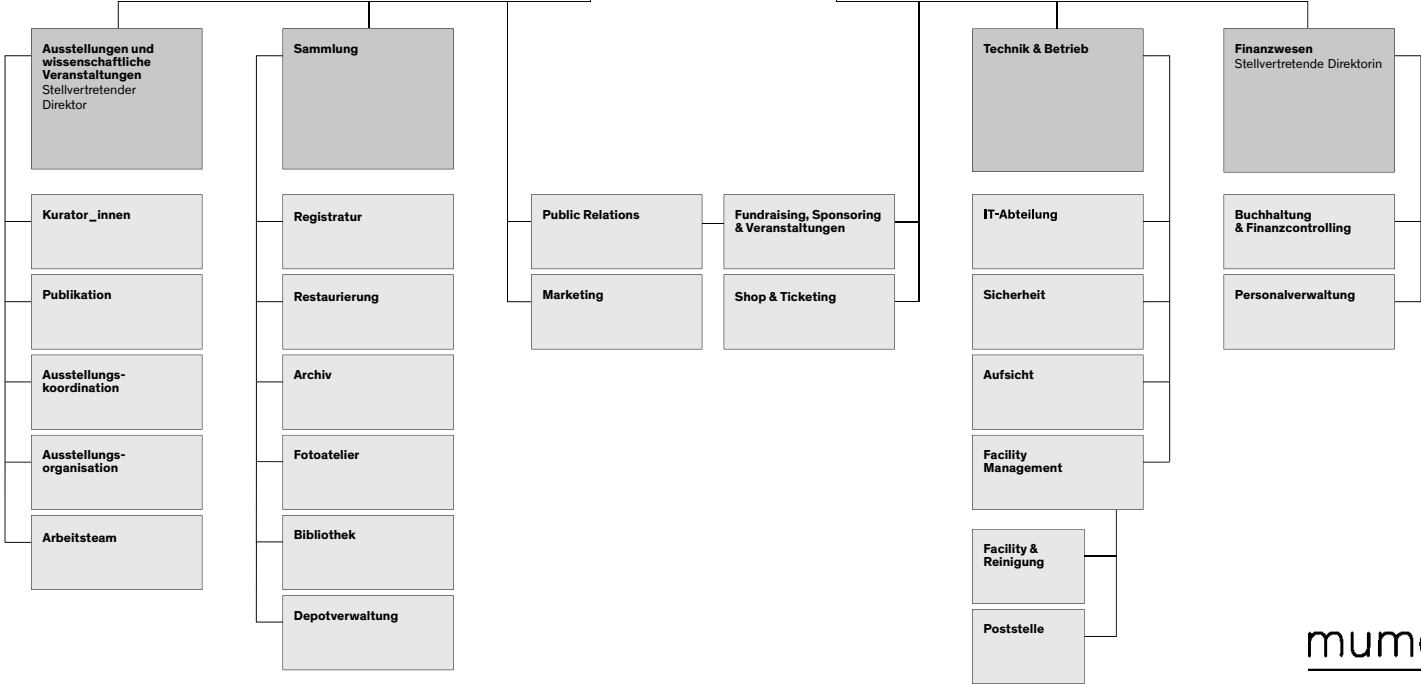 Ausstellungen und
wissenschaftliche
Veranstaltungen
Stellvertretender
Direktor
Kurator_innen
Publikation
Ausstellungs-
koordination
Ausstellungs-
organisation
Arbeitsteam
Sammlung
Registratur
Restaurierung
Archiv
Fotoatelier
Bibliothek
Depotverwaltung
Public Relations
Marketing
Fundraising, Sponsoring
& Veranstaltungen
Shop & Ticketing
Technik & Betrieb
IT-Abteilung
Sicherheit
Aufsicht
Facility
Management
Facility &
Reinigung
Poststelle
Finanzwesen
Stellvertretende Direktorin
Buchhaltung
& Finanzcontrolling
Personalverwaltung